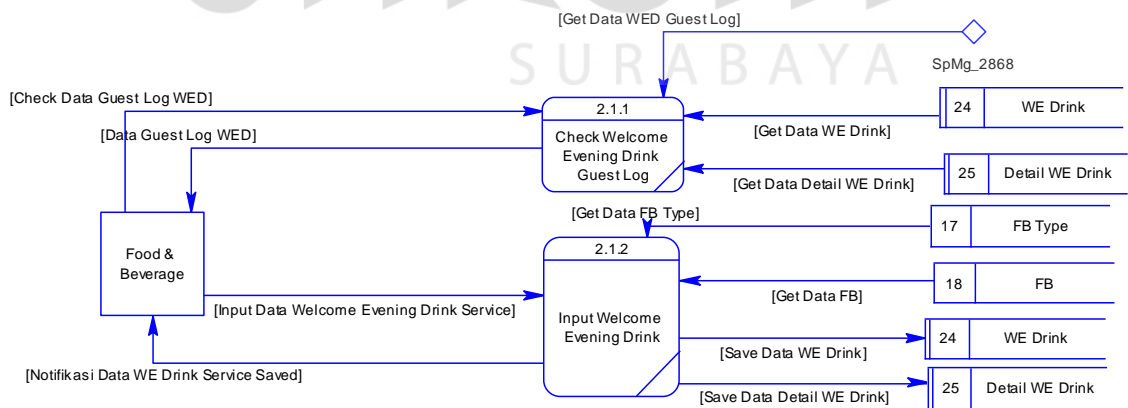 [Get Data WED Guest Log]
SURABAYA
SpMg_2868
[Check Data Guest Log WED]
2.1.1
24
WE Drink
[Data Guest Log WED]
[Get Data WE Drink]
Check Welcome
Evening Drink
Guest Log
25
Detail WE Drink
[Get Data Detail WE Drink]
[Get Data FB Type]
17
FB Type
2.1.2
Food &
Beverage
18
FB
[Get Data FB]
[Input Data Welcome Evening Drink Service]
Input Welcome
Evening Drink
24
WE Drink
[Save Data WE Drink]
[Notifikasi Data WE Drink Service Saved]
25
Detail WE Drink
[Save Data Detail WE Drink]